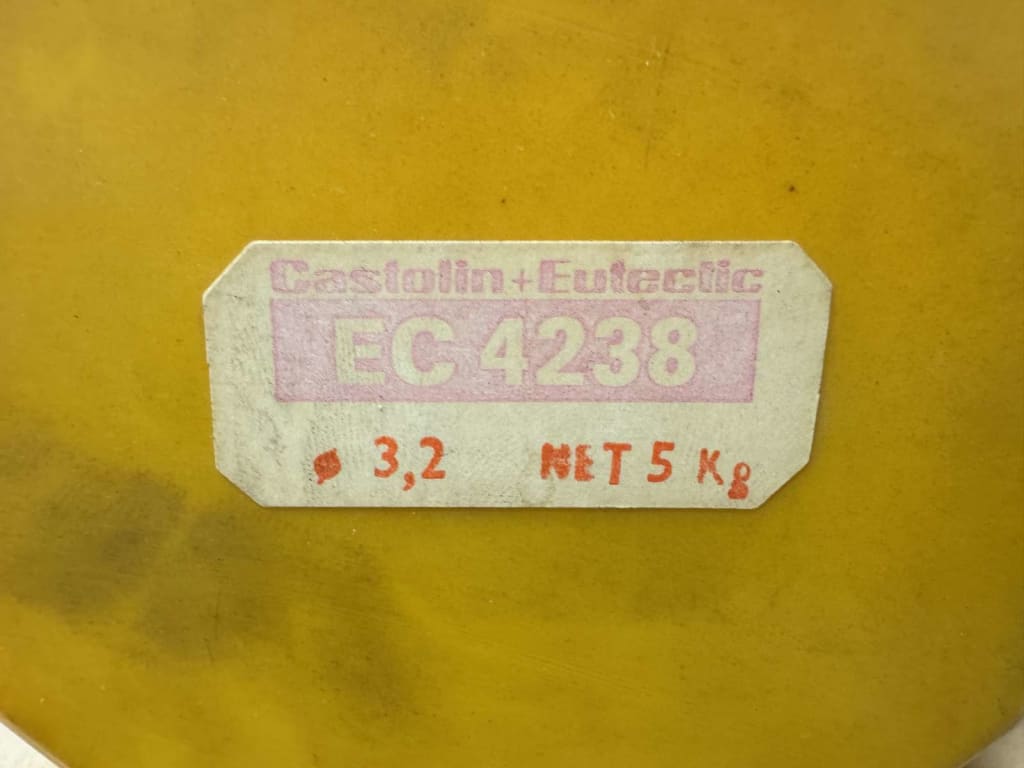 Castolin+Eutectic
EC 4238
ø 3,2 NET 5 Kg